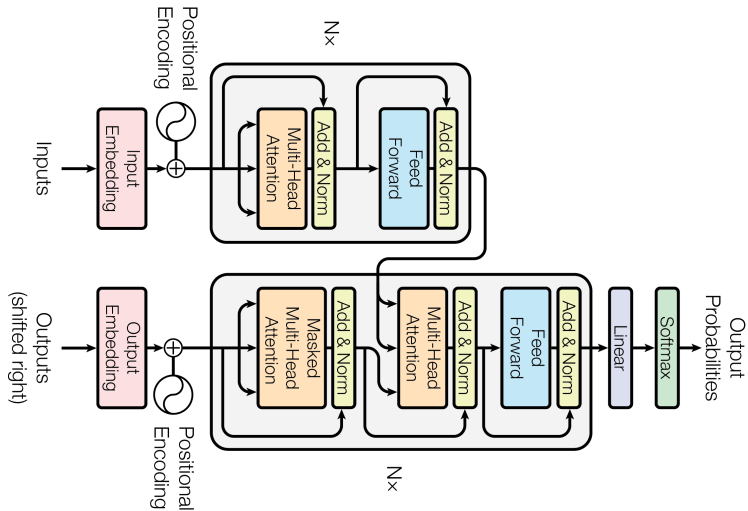 Output
Probabilities
Softmax
Linear
Add & Norm
Feed
Forward
Add & Norm
Multi-Head
Attention
Add & Norm
Masked
Multi-Head
Attention
Nx
Add & Norm
Feed
Forward
Add & Norm
Multi-Head
Attention
Nx
Positional
Encoding
Positional
Encoding
Input
Embedding
Output
Embedding
Inputs
Outputs
(shifted right)